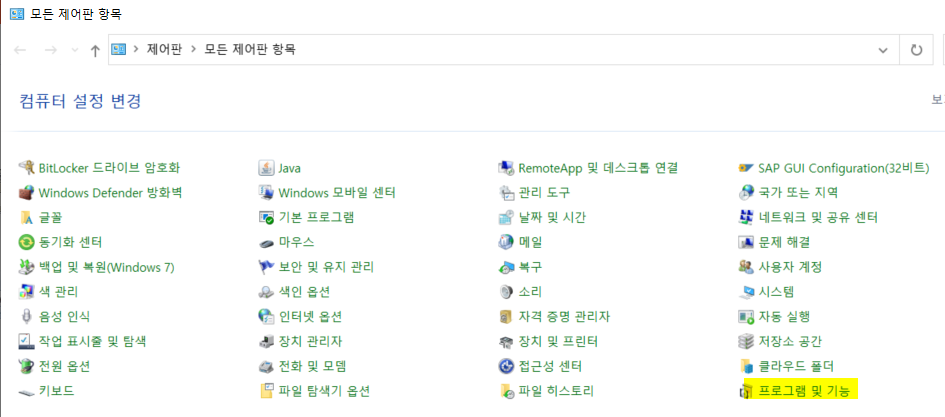 모든 제어판 항목
제어판 > 모든 제어판 항목
컴퓨터 설정 변경
BitLocker 드라이브 암호화 Java RemoteApp 및 데스크톱 연결 SAP GUI Configuration(32비트)
Windows Defender 방화벽 Windows 모바일 센터 관리 도구 국가 또는 지역
글꼴 기본 프로그램 날짜 및 시간 네트워크 및 공유 센터
동기화 센터 마우스 메일 문제 해결
백업 및 복원(Windows 7) 보안 및 유지 관리 복구 사용자 계정
색 관리 색인 옵션 소리 시스템
음성 인식 인터넷 옵션 자격 증명 관리자 자동 실행
작업 표시줄 및 탐색 장치 관리자 장치 및 프린터 저장소 공간
전원 옵션 전화 및 모뎀 접근성 센터 클라우드 폴더
키보드 파일 탐색기 옵션 파일 히스토리 프로그램 및 기능